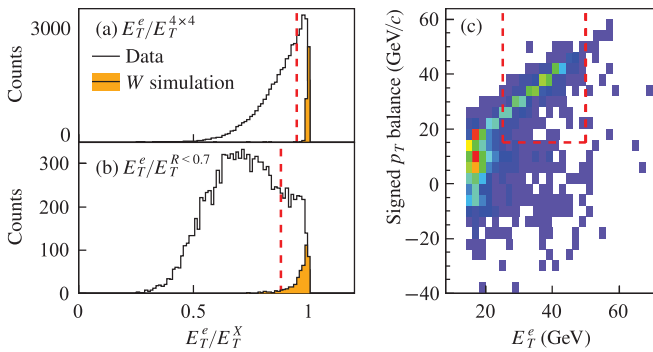 (a) E_T^e/E_T^{4×4}
Data
W simulation
3000
0
Counts
(b) E_T^e/E_T^{R<0.7}
300
200
100
0
Counts
0
0.5
1
E_T^e/E_T^X
(c)
60
40
20
0
-20
-40
Signed p_T balance (GeV/c)
20
40
60
E_T^e (GeV)